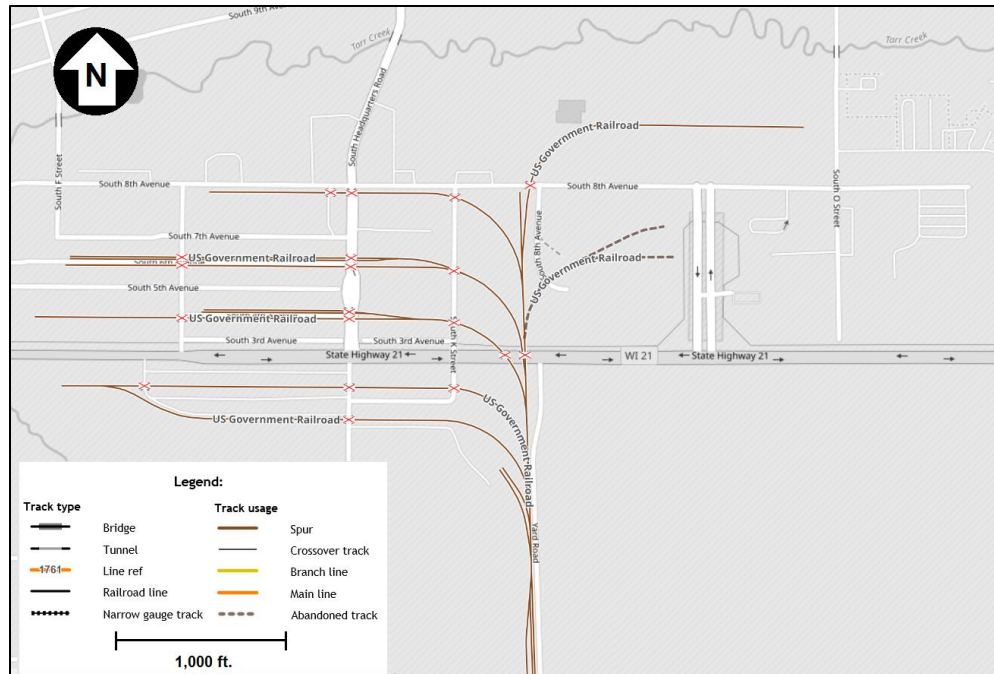 South 9th Avenue
Tarr Creek
Tarr Creek
N
South Headquarters Road
South F Street
US Government Railroad
South 8th Avenue
South 8th Avenue
South O Street
South 8th Avenue
South 7th Avenue
US Government Railroad
US Government Railroad
South 5th Avenue
US Government Railroad
South K Street
South 3rd Avenue
South 3rd Avenue
State Highway 21
WI 21
State Highway 21
US Government Railroad
US Government Railroad
Yard Road
Legend:
Track type
Track usage
Bridge
Spur
Tunnel
Crossover track
1761
Line ref
Branch line
Railroad line
Main line
Narrow gauge track
Abandoned track
1,000 ft.